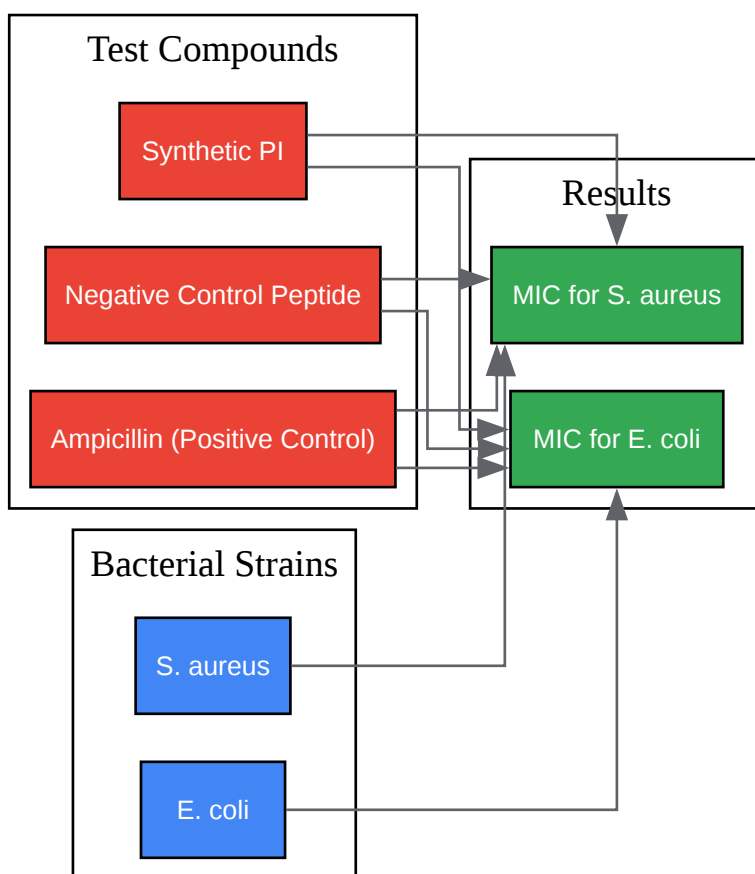 Test Compounds
Synthetic PI
Negative Control Peptide
Ampicillin (Positive Control)
Results
MIC for S. aureus
MIC for E. coli
Bacterial Strains
S. aureus
E. coli